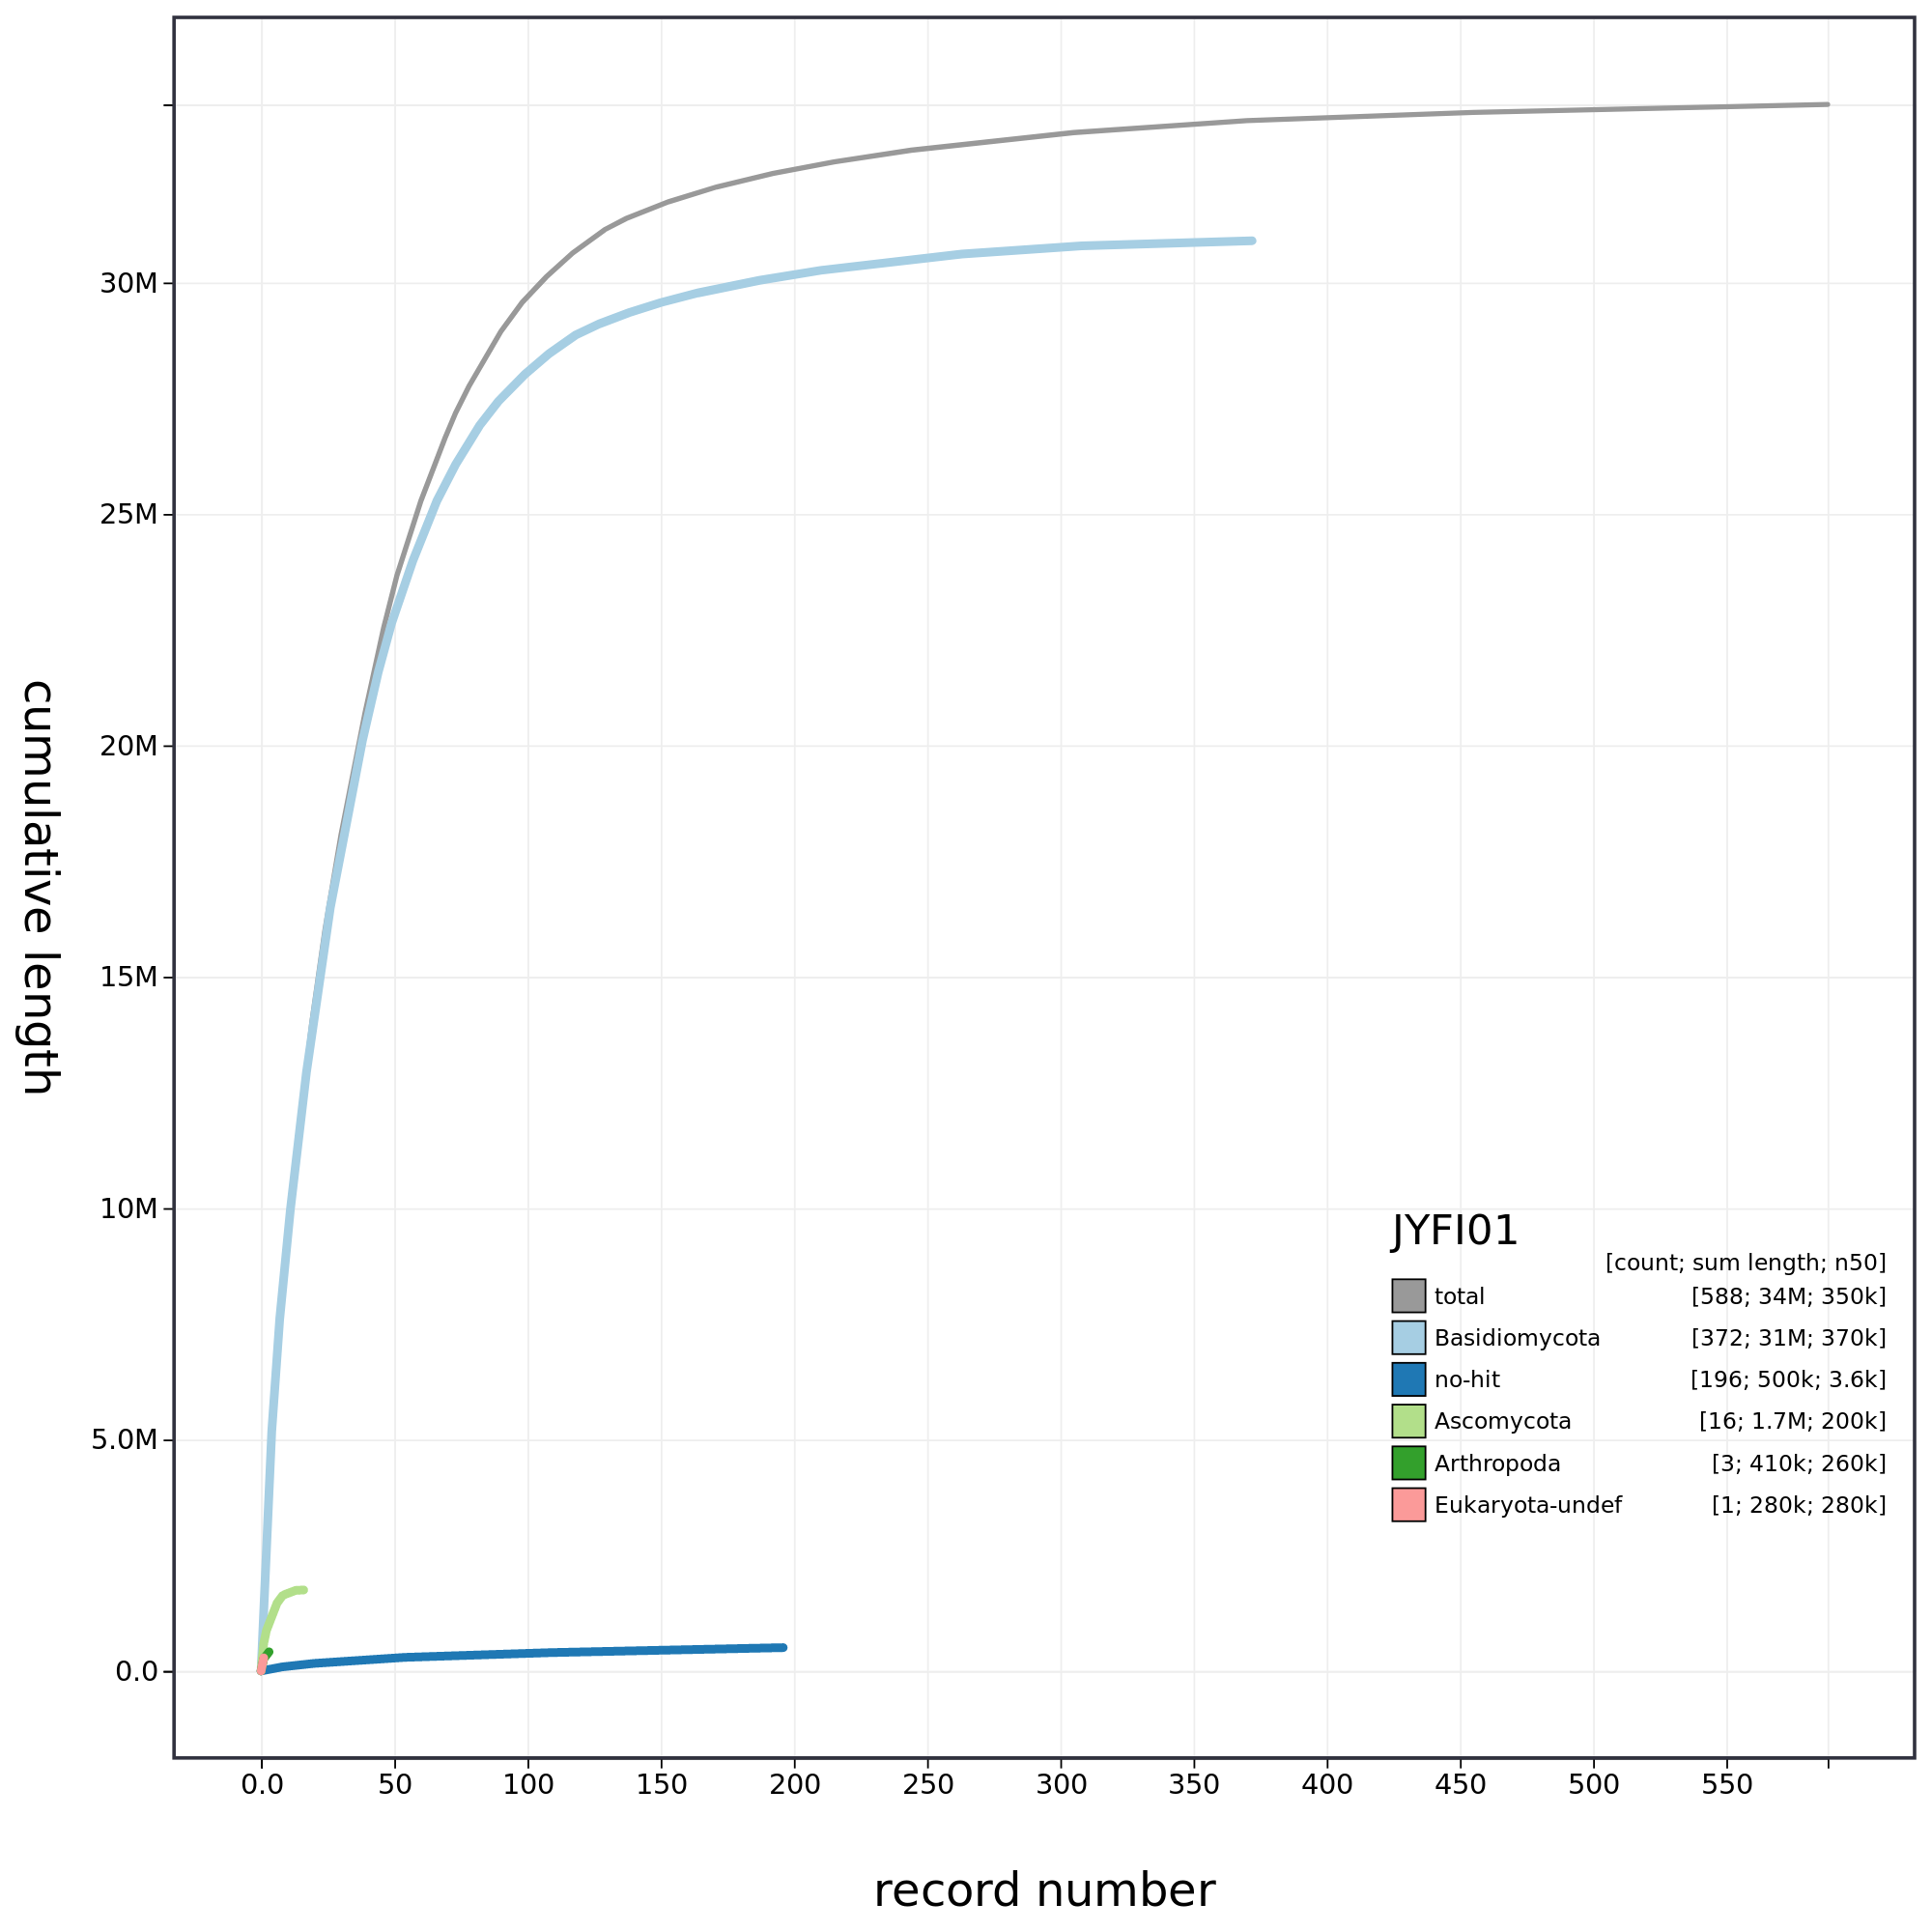 cumulative length
30M
25M
20M
15M
10M
5.0M
0.0
JYFI01
[count; sum length; n50]
total [588; 34M; 350k]
Basidiomycota [372; 31M; 370k]
no-hit [196; 500k; 3.6k]
Ascomycota [16; 1.7M; 200k]
Arthropoda [3; 410k; 260k]
Eukaryota-undef [1; 280k; 280k]
0.0 50 100 150 200 250 300 350 400 450 500 550
record number